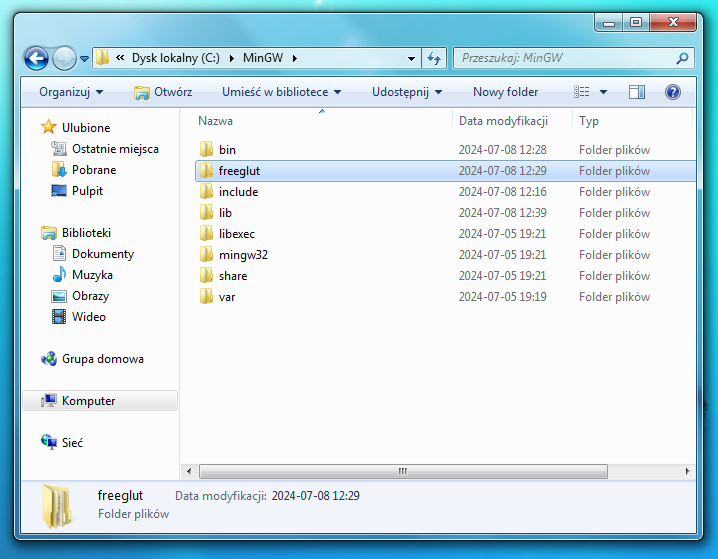 « Dysk lokalny (C:) MinGW
Przeszukaj: MinGW
Organizuj Otwórz Umieść w bibliotece Udostępnij Nowy folder
Nazwa Data modyfikacji Typ
Ulubione
Ostatnie miejsca
Pobrane
Pulpit
Biblioteki
Dokumenty
Muzyka
Obrazy
Wideo
Grupa domowa
Komputer
Sieć
bin 2024-07-08 12:28 Folder plików
freeglut 2024-07-08 12:29 Folder plików
include 2024-07-08 12:16 Folder plików
lib 2024-07-08 12:39 Folder plików
libexec 2024-07-05 19:21 Folder plików
mingw32 2024-07-05 19:21 Folder plików
share 2024-07-05 19:21 Folder plików
var 2024-07-05 19:19 Folder plików
freeglut Data modyfikacji: 2024-07-08 12:29
Folder plików